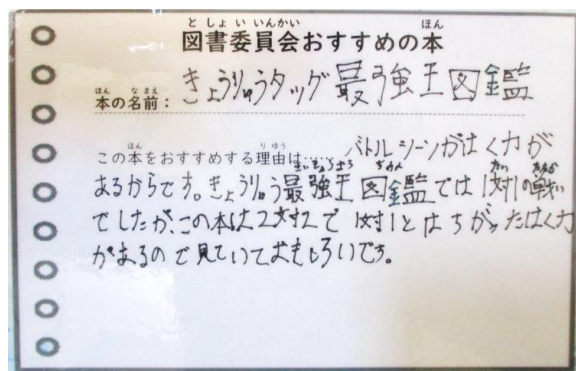 図書委員会おすすめの本
本の名前：きょうりゅうタッグ最強王図鑑
この本をおすすめする理由は…… バトルシーンがはく力が
あるからです。きょうりゅう最強王図鑑では1対1の戦い
でしたが、この本は2対2で1対1とはちがったはく力
があるので見ていておもしろいです。